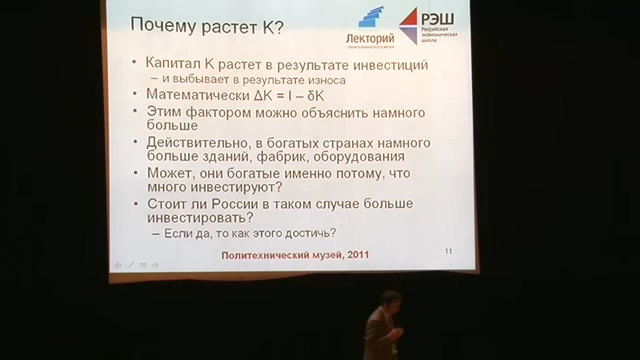 Почему растет K?
Лекторий
ПОЛИТЕХНИЧЕСКОГО МУЗЕЯ
РЭШ
Российская
экономическая
школа
• Капитал K растет в результате инвестиций
– и выбывает в результате износа
• Математически ΔK = I – δK
• Этим фактором можно объяснить намного
больше
• Действительно, в богатых странах намного
больше зданий, фабрик, оборудования
• Может, они богатые именно потому, что
много инвестируют?
• Стоит ли России в таком случае больше
инвестировать?
– Если да, то как этого достичь?
Политехнический музей, 2011
11